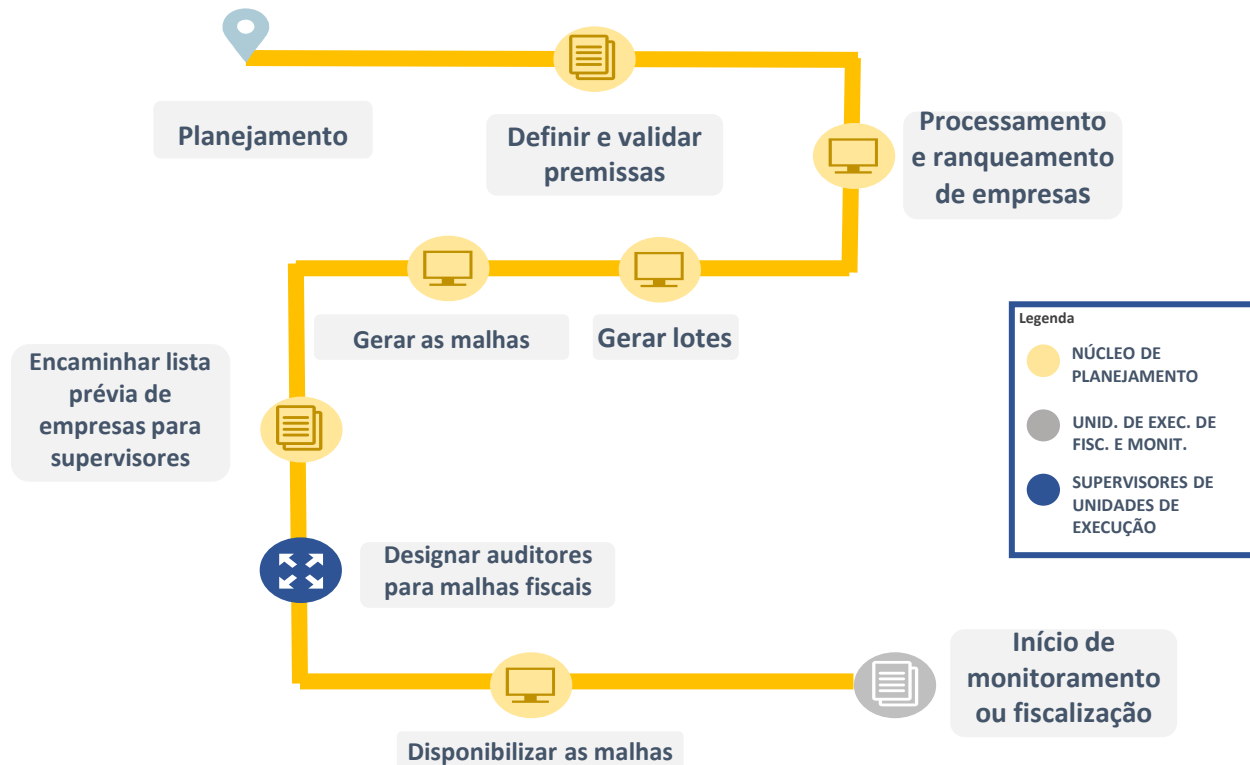 Planejamento
Definir e validar
premissas
Processamento
e ranqueamento
de empresas
Gerar as malhas
Gerar lotes
Encaminhar lista
prévia de
empresas para
supervisores
Designar auditores
para malhas fiscais
Disponibilizar as malhas
Início de
monitoramento
ou fiscalização
Legenda
NÚCLEO DE
PLANEJAMENTO
UNID. DE EXEC. DE
FISC. E MONIT.
SUPERVISORES DE
UNIDADES DE
EXECUÇÃO